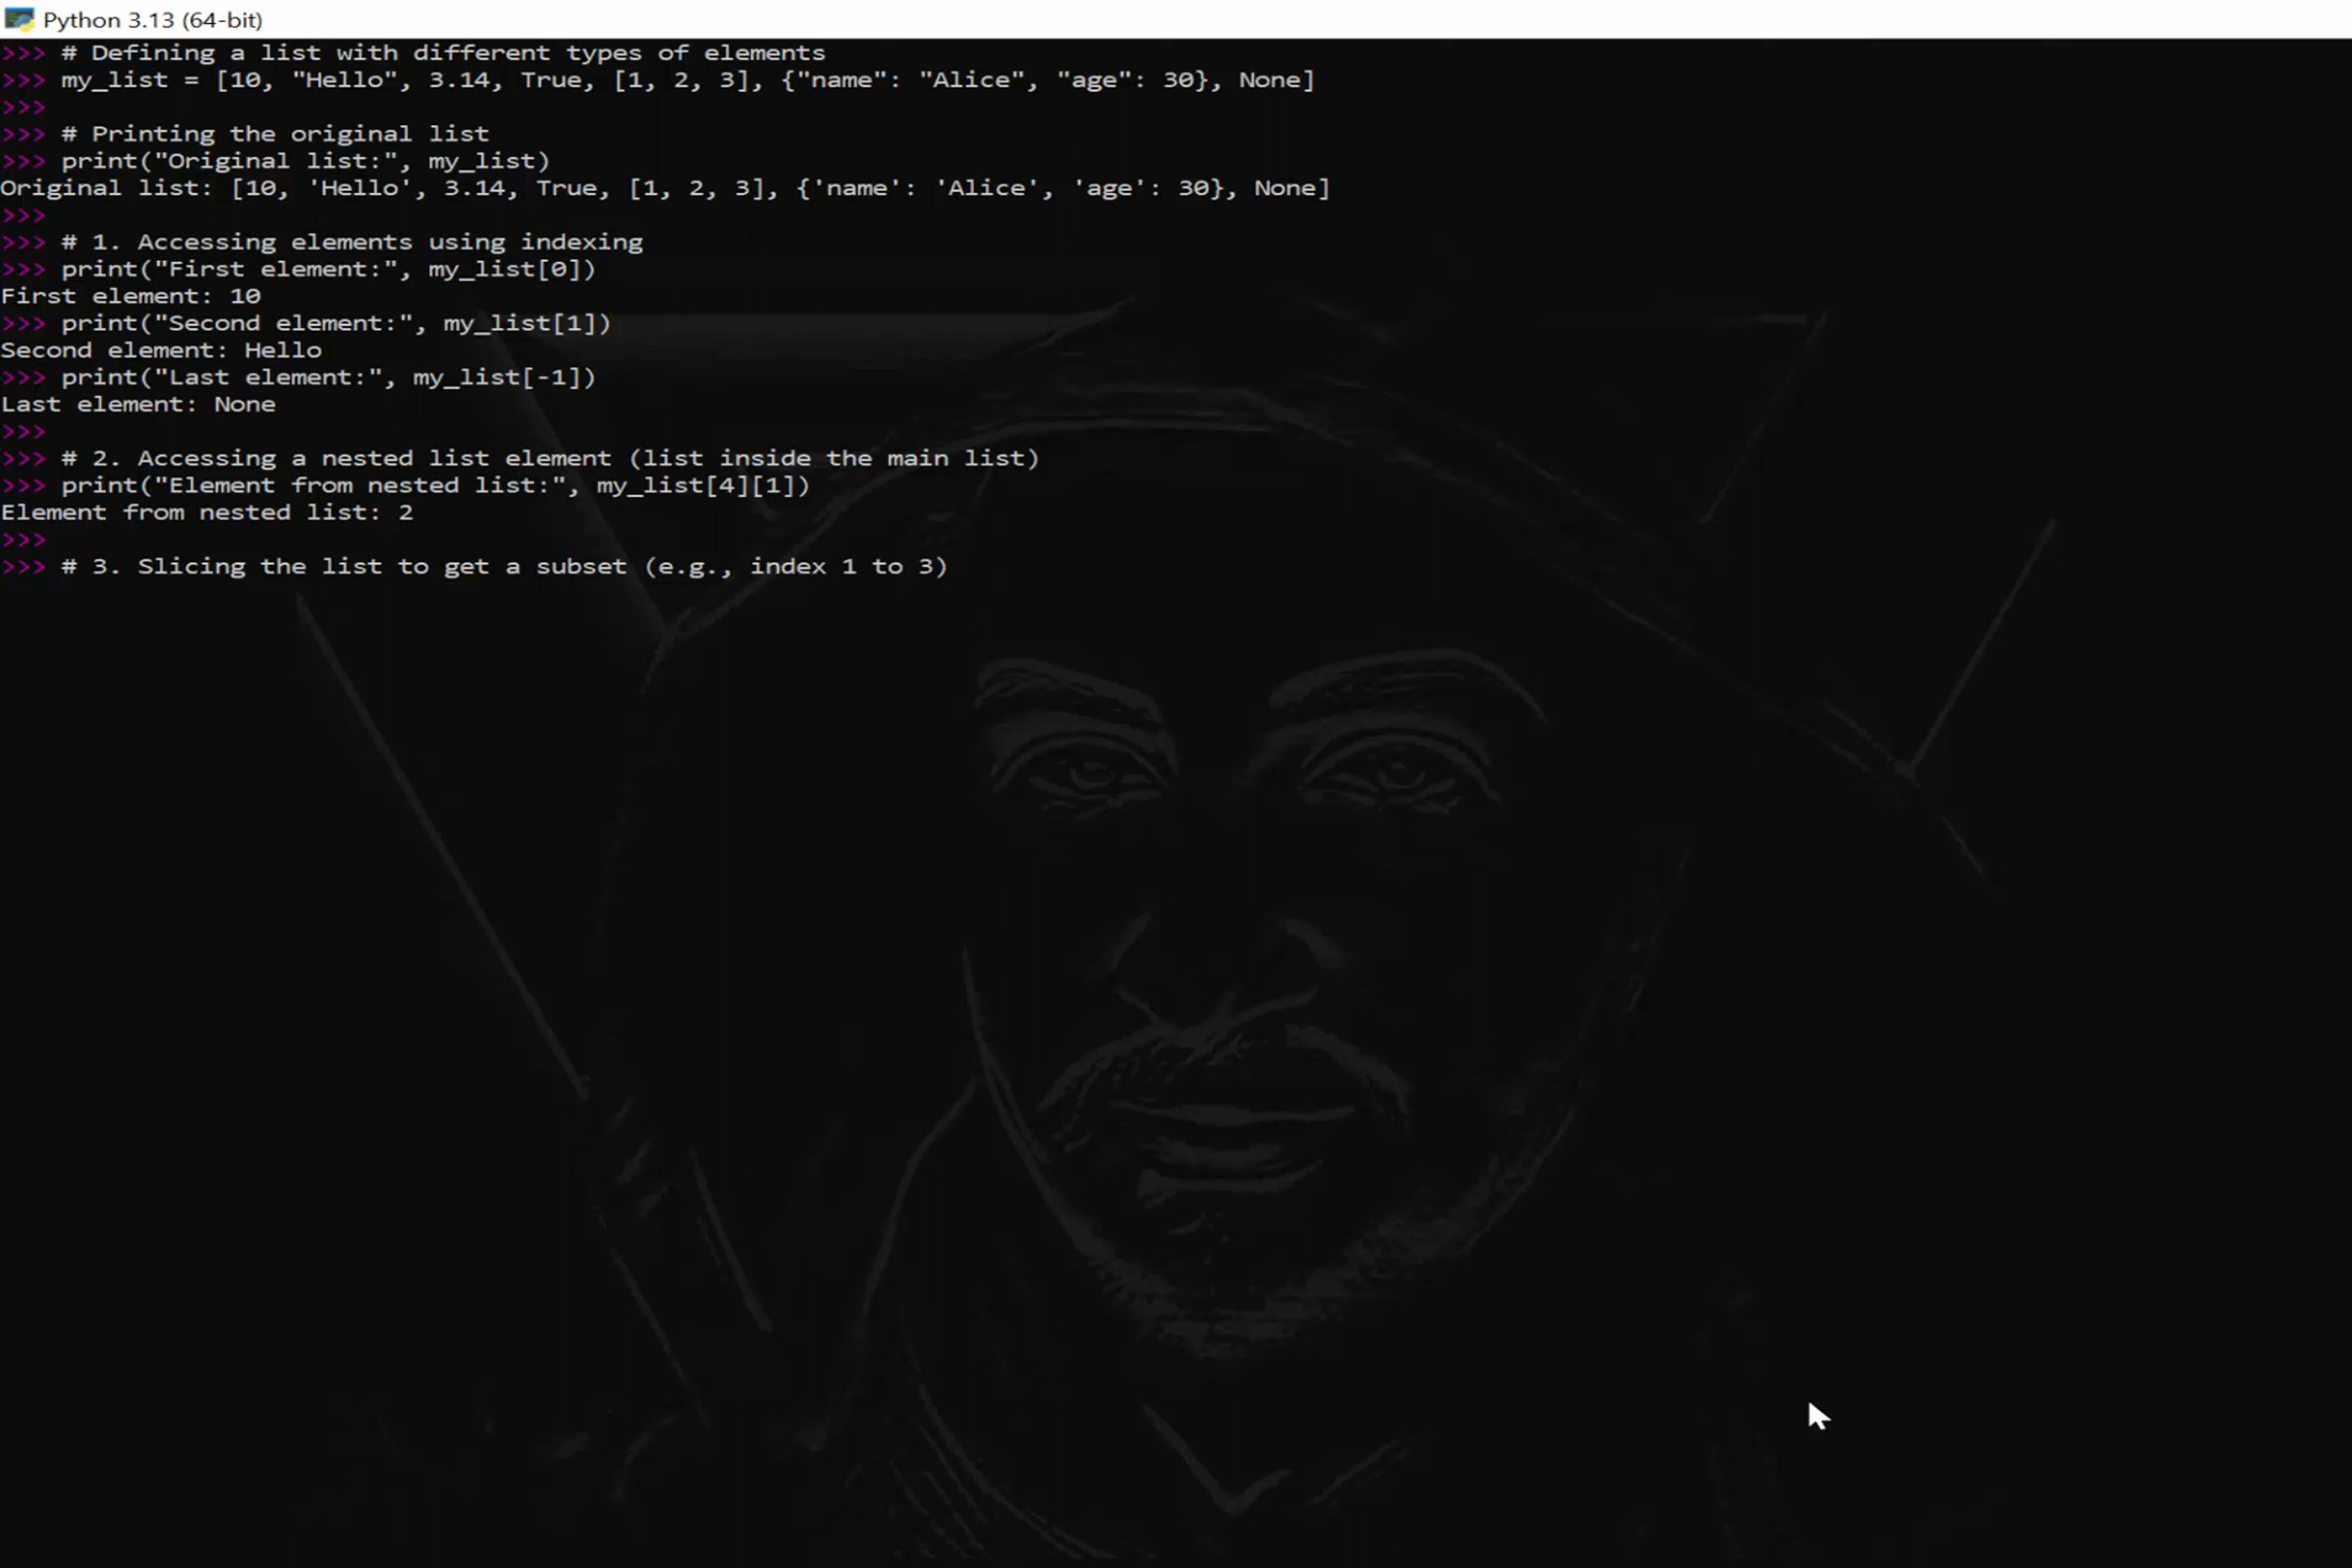 Python 3.13 (64-bit)
>>> # Defining a list with different types of elements
>>> my_list = [10, "Hello", 3.14, True, [1, 2, 3], {"name": "Alice", "age": 30}, None]
>>>
>>> # Printing the original list
>>> print("Original list:", my_list)
Original list: [10, 'Hello', 3.14, True, [1, 2, 3], {'name': 'Alice', 'age': 30}, None]
>>>
>>> # 1. Accessing elements using indexing
>>> print("First element:", my_list[0])
First element: 10
>>> print("Second element:", my_list[1])
Second element: Hello
>>> print("Last element:", my_list[-1])
Last element: None
>>>
>>> # 2. Accessing a nested list element (list inside the main list)
>>> print("Element from nested list:", my_list[4][1])
Element from nested list: 2
>>>
>>> # 3. Slicing the list to get a subset (e.g., index 1 to 3)